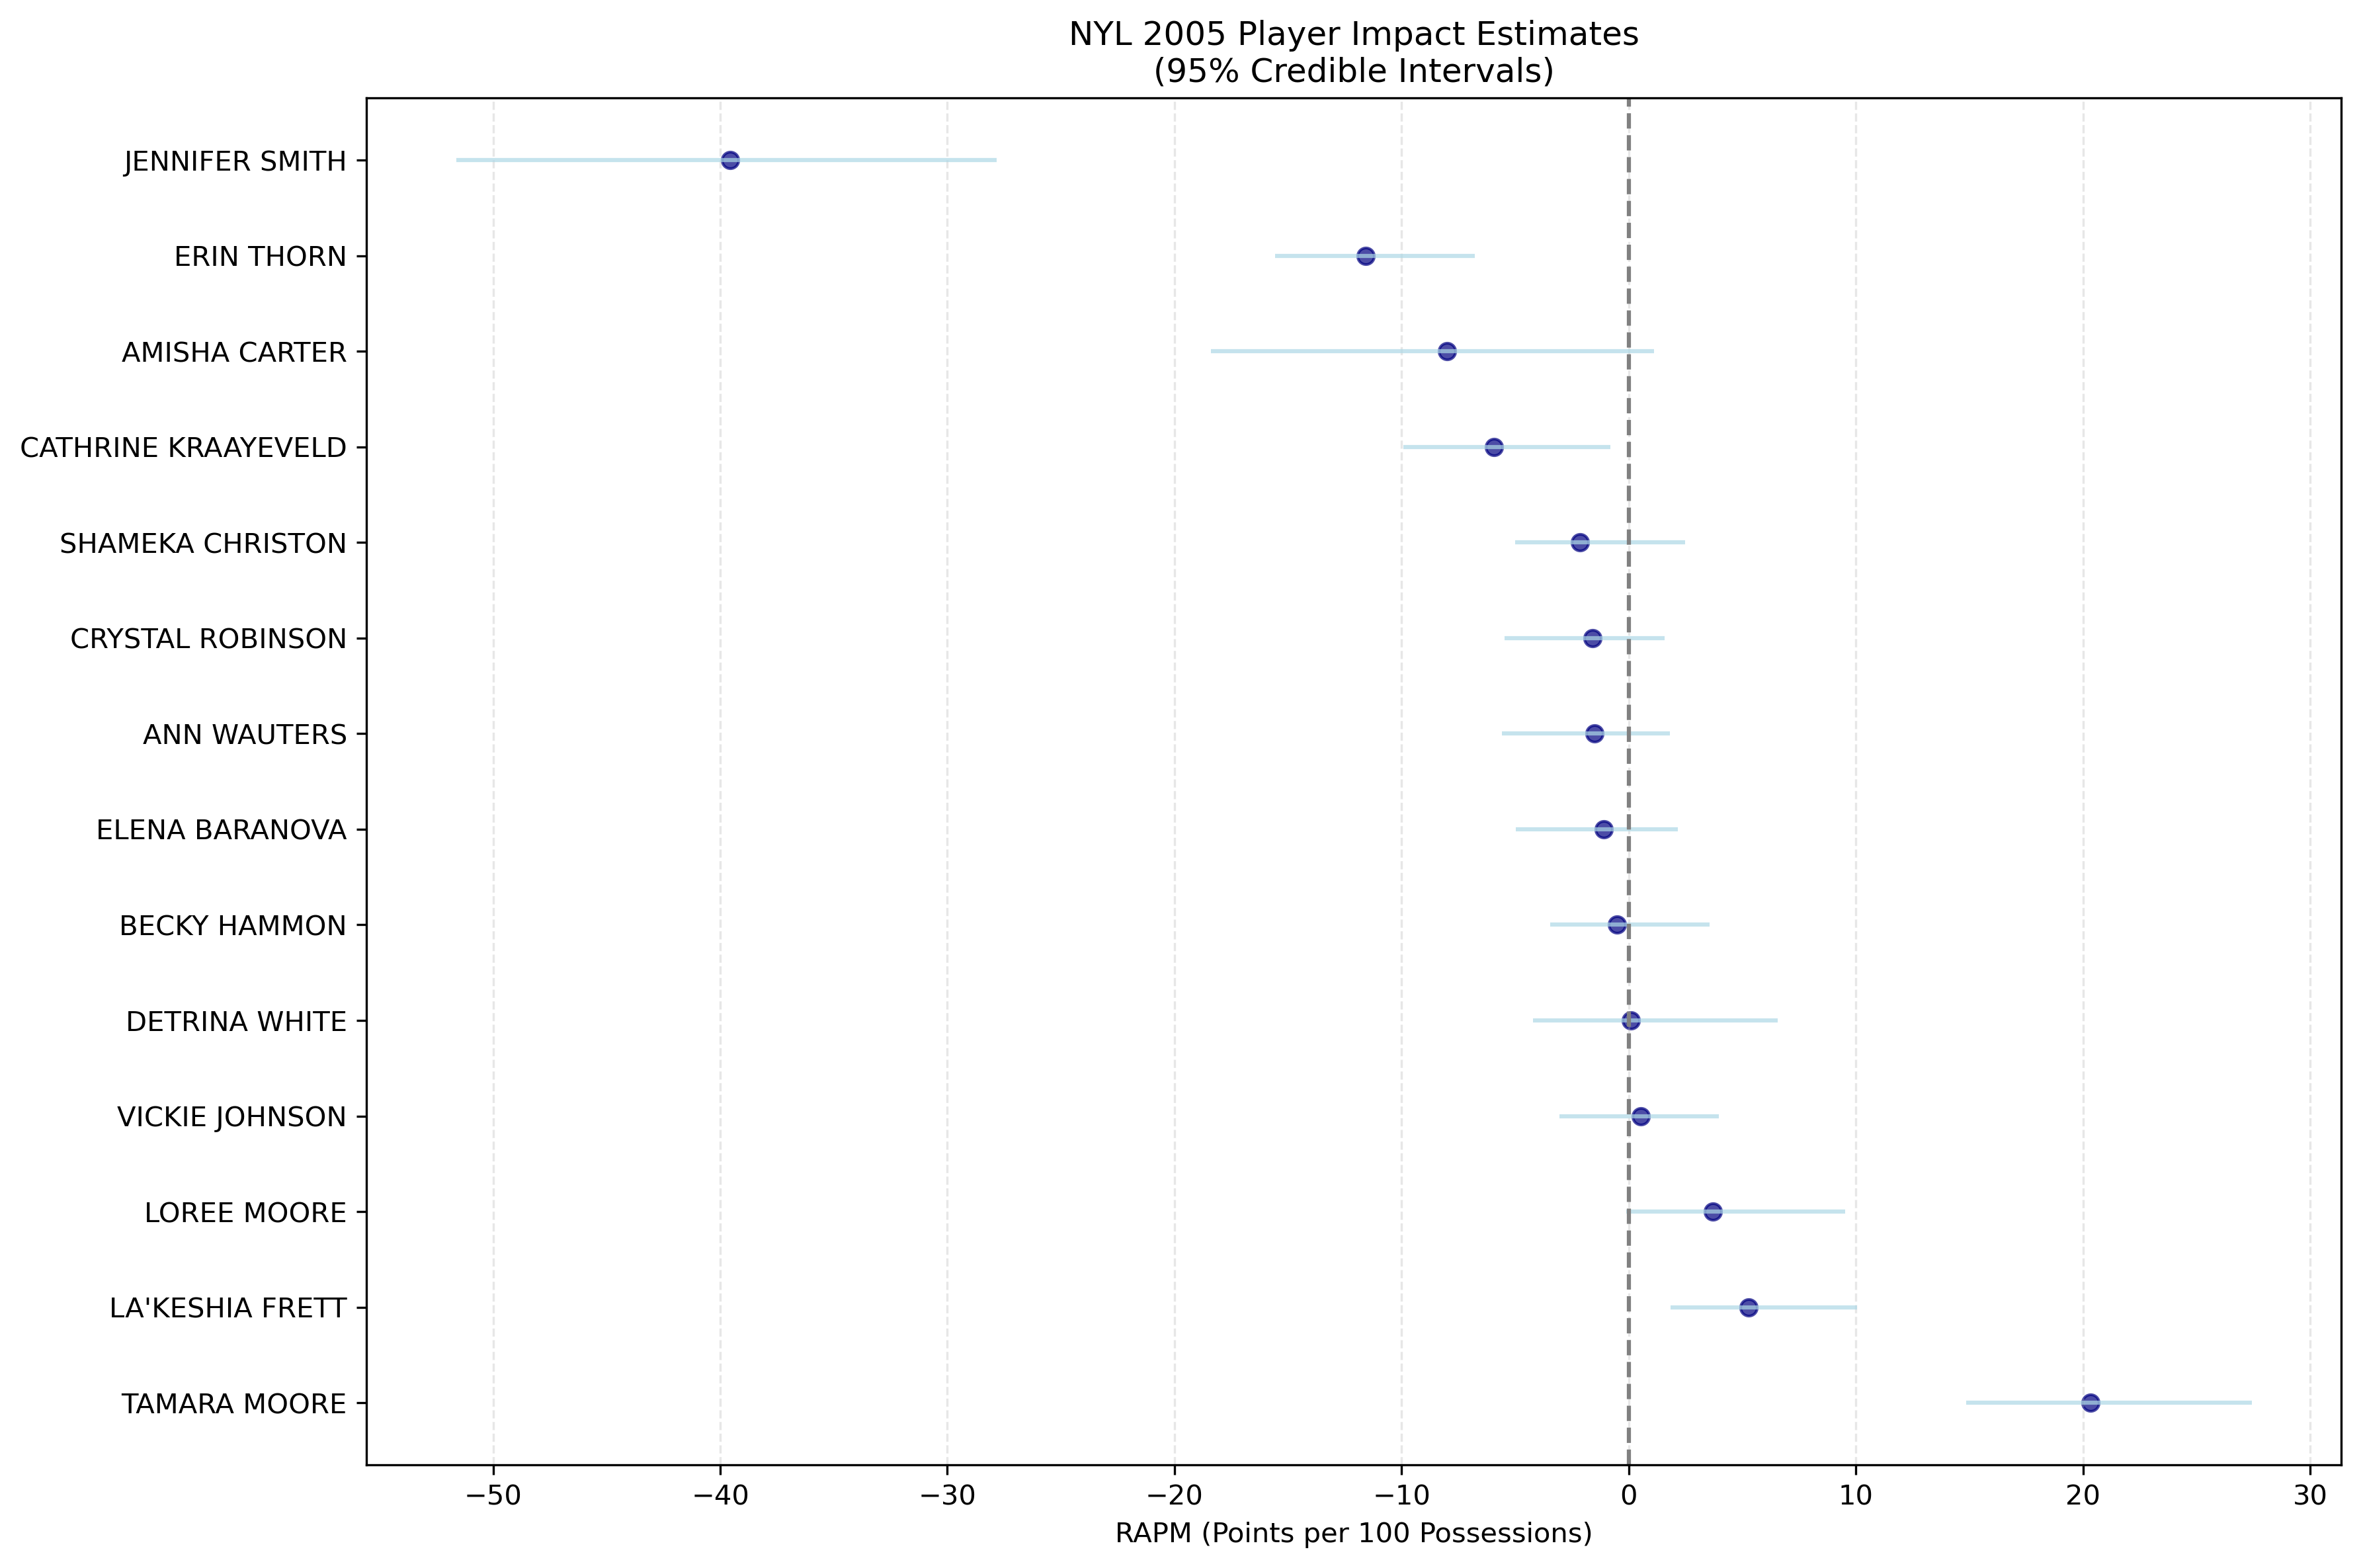 NYL 2005 Player Impact Estimates
(95% Credible Intervals)
JENNIFER SMITH
ERIN THORN
AMISHA CARTER
CATHRINE KRAAYEVELD
SHAMEKA CHRISTON
CRYSTAL ROBINSON
ANN WAUTERS
ELENA BARANOVA
BECKY HAMMON
DETRINA WHITE
VICKIE JOHNSON
LOREE MOORE
LA'KESHIA FRETT
TAMARA MOORE
−50 −40 −30 −20 −10 0 10 20 30
RAPM (Points per 100 Possessions)